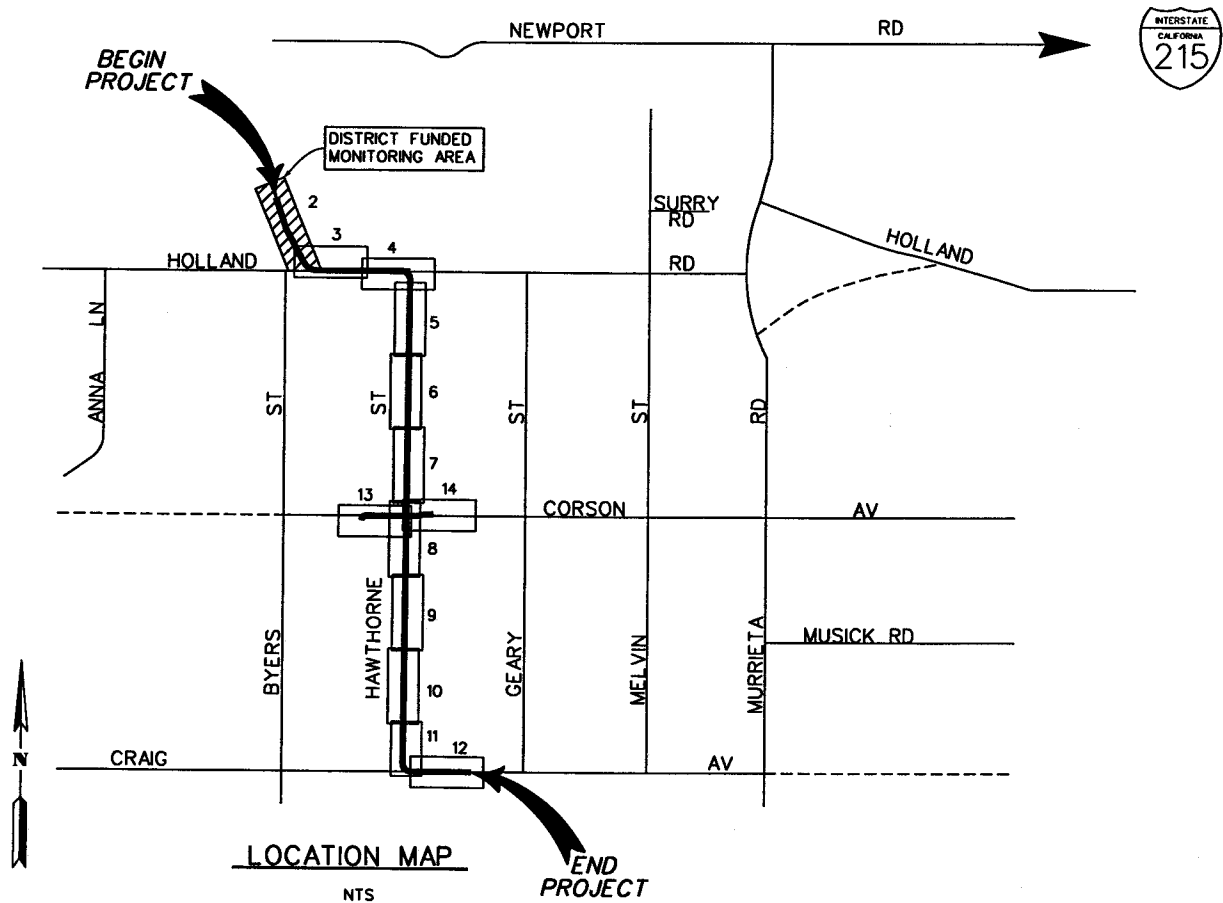 NEWPORT RD
INTERSTATE
CALIFORNIA
215
BEGIN
PROJECT
DISTRICT FUNDED
MONITORING AREA
2
SURRY
RD
3
4
HOLLAND RD
HOLLAND
ANNA LN
5
6
7
BYERS ST
HAWTHORNE ST
GEARY ST
MELVIN ST
MURRIETA RD
13
14
CORSON AV
8
9
MUSICK RD
10
11
12
CRAIG AV
N
LOCATION MAP
NTS
END
PROJECT